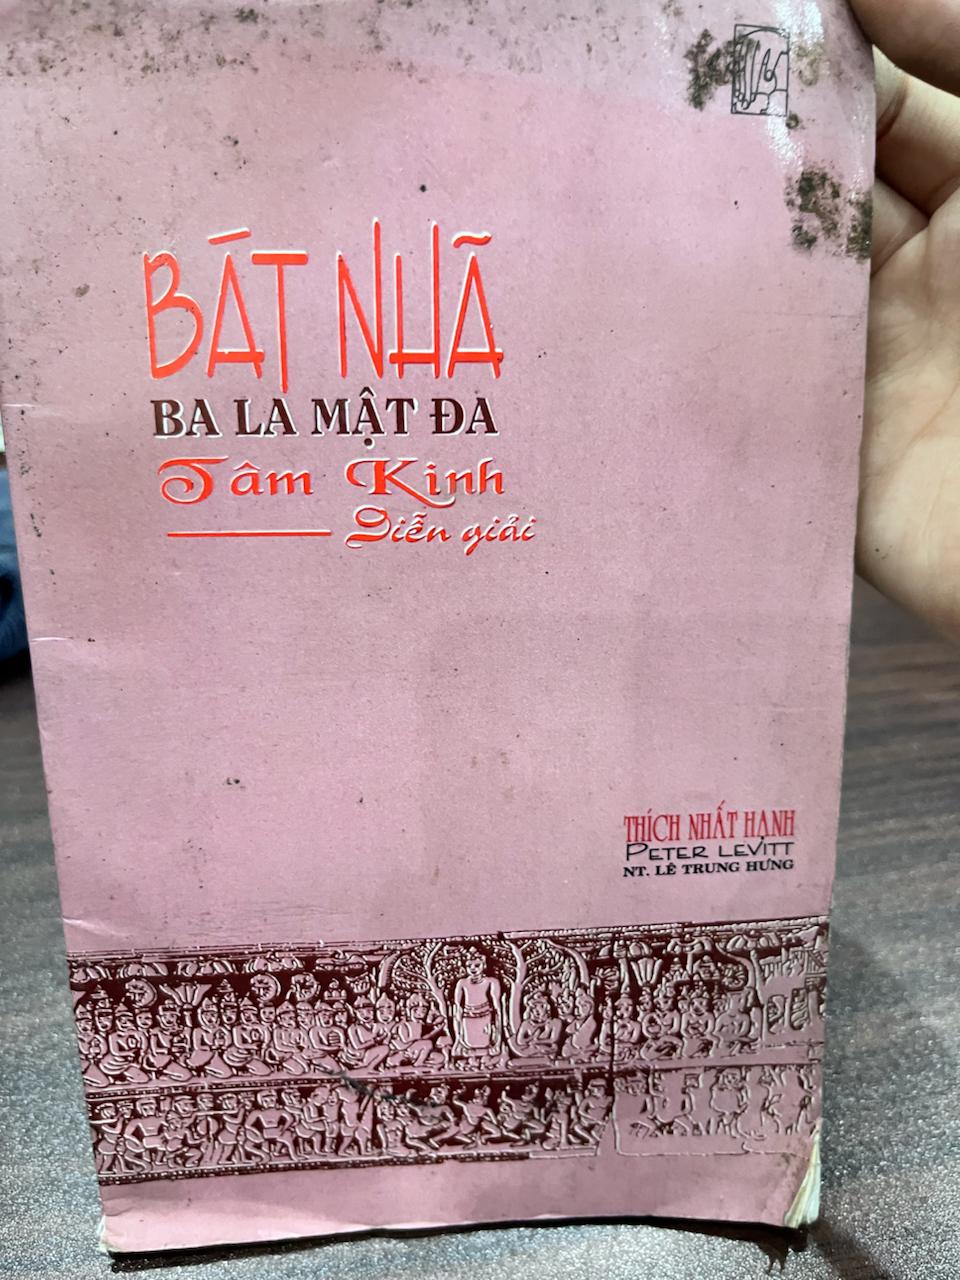 BÁT NHÃ
BA LA MẬT ĐA
Tâm Kinh
Diễn giải
THÍCH NHẤT HẠNH
PETER LEVITT
NT. LÊ TRUNG HƯNG